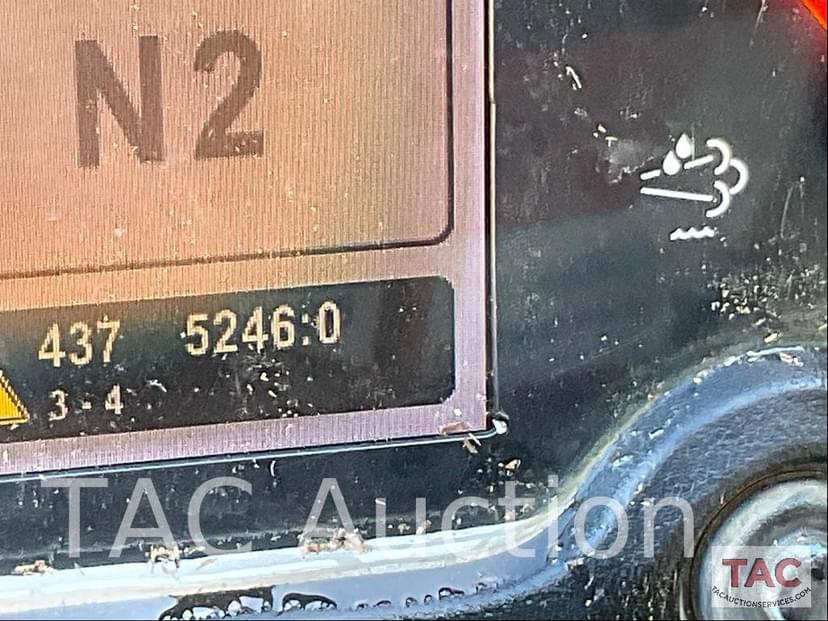 N2
437 5246:0
3 - 4
TAC Auction
TAC
TACAUCTIONSERVICES.COM